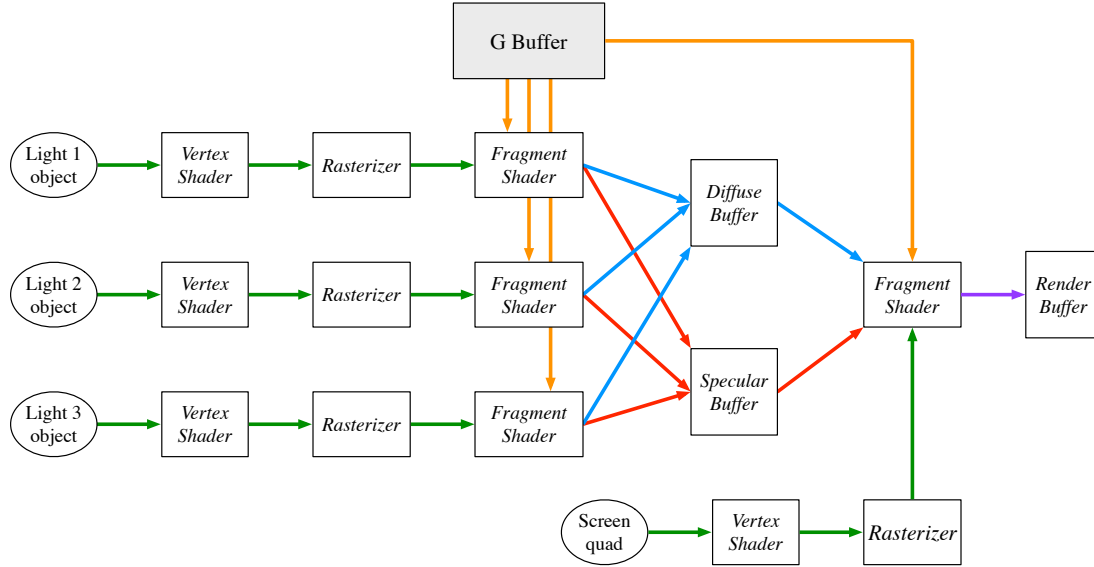 G Buffer
Light 1
object
Vertex
Shader
Rasterizer
Fragment
Shader
Diffuse
Buffer
Light 2
object
Vertex
Shader
Rasterizer
Fragment
Shader
Fragment
Shader
Render
Buffer
Light 3
object
Vertex
Shader
Rasterizer
Fragment
Shader
Specular
Buffer
Screen
quad
Vertex
Shader
Rasterizer